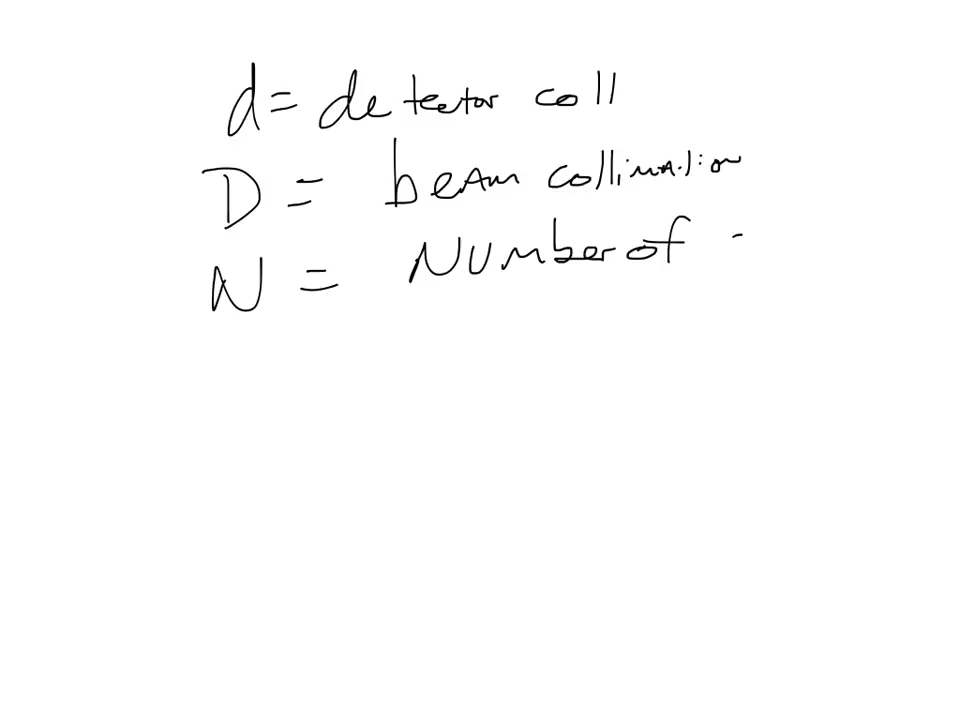 d = detector coll
D = beam collimation
N = Number of -